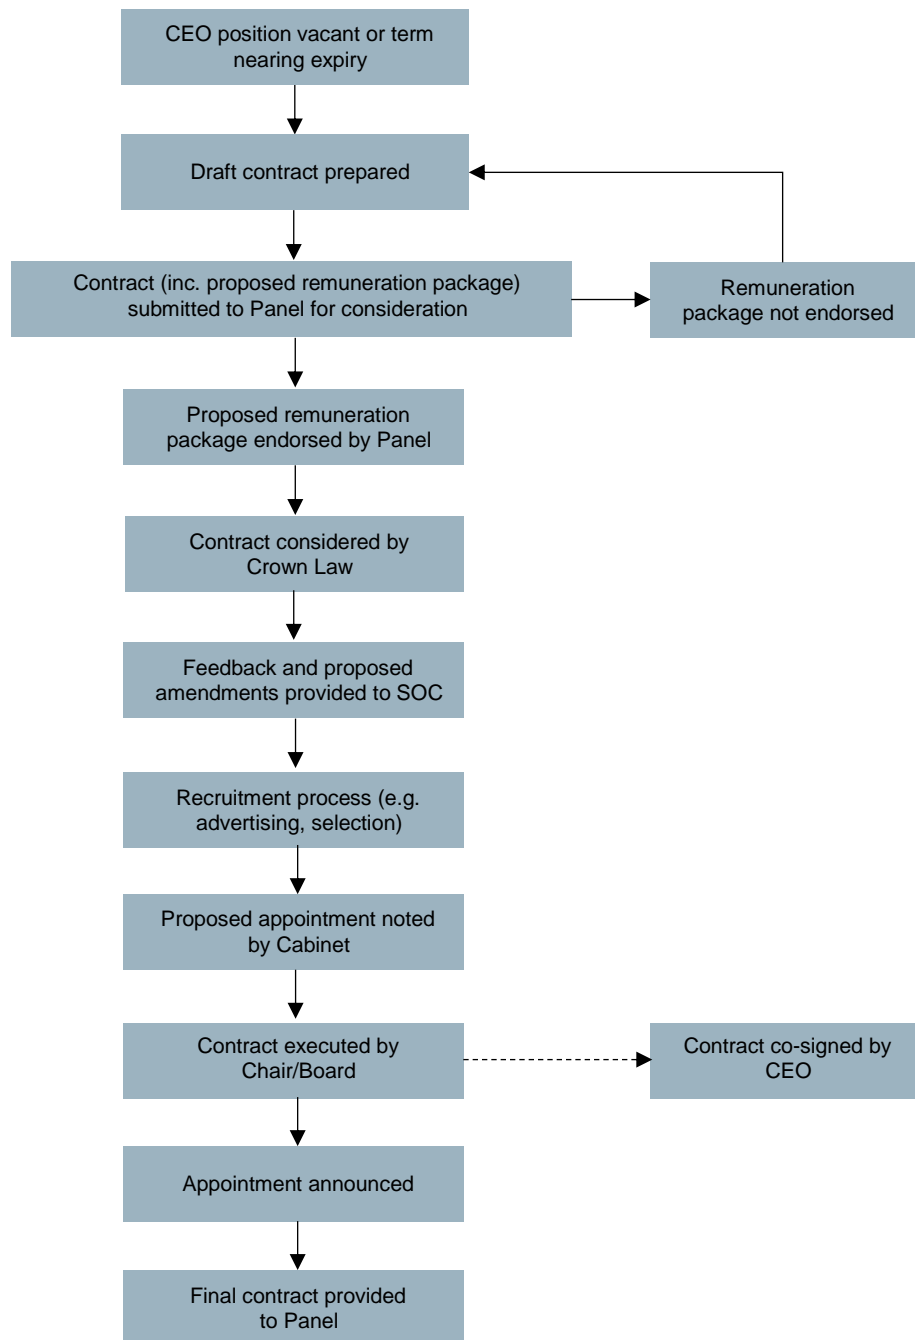 CEO position vacant or term
nearing expiry
Draft contract prepared
Contract (inc. proposed remuneration package)
submitted to Panel for consideration
Remuneration
package not endorsed
Proposed remuneration
package endorsed by Panel
Contract considered by
Crown Law
Feedback and proposed
amendments provided to SOC
Recruitment process (e.g.
advertising, selection)
Proposed appointment noted
by Cabinet
Contract executed by
Chair/Board
Contract co-signed by
CEO
Appointment announced
Final contract provided
to Panel